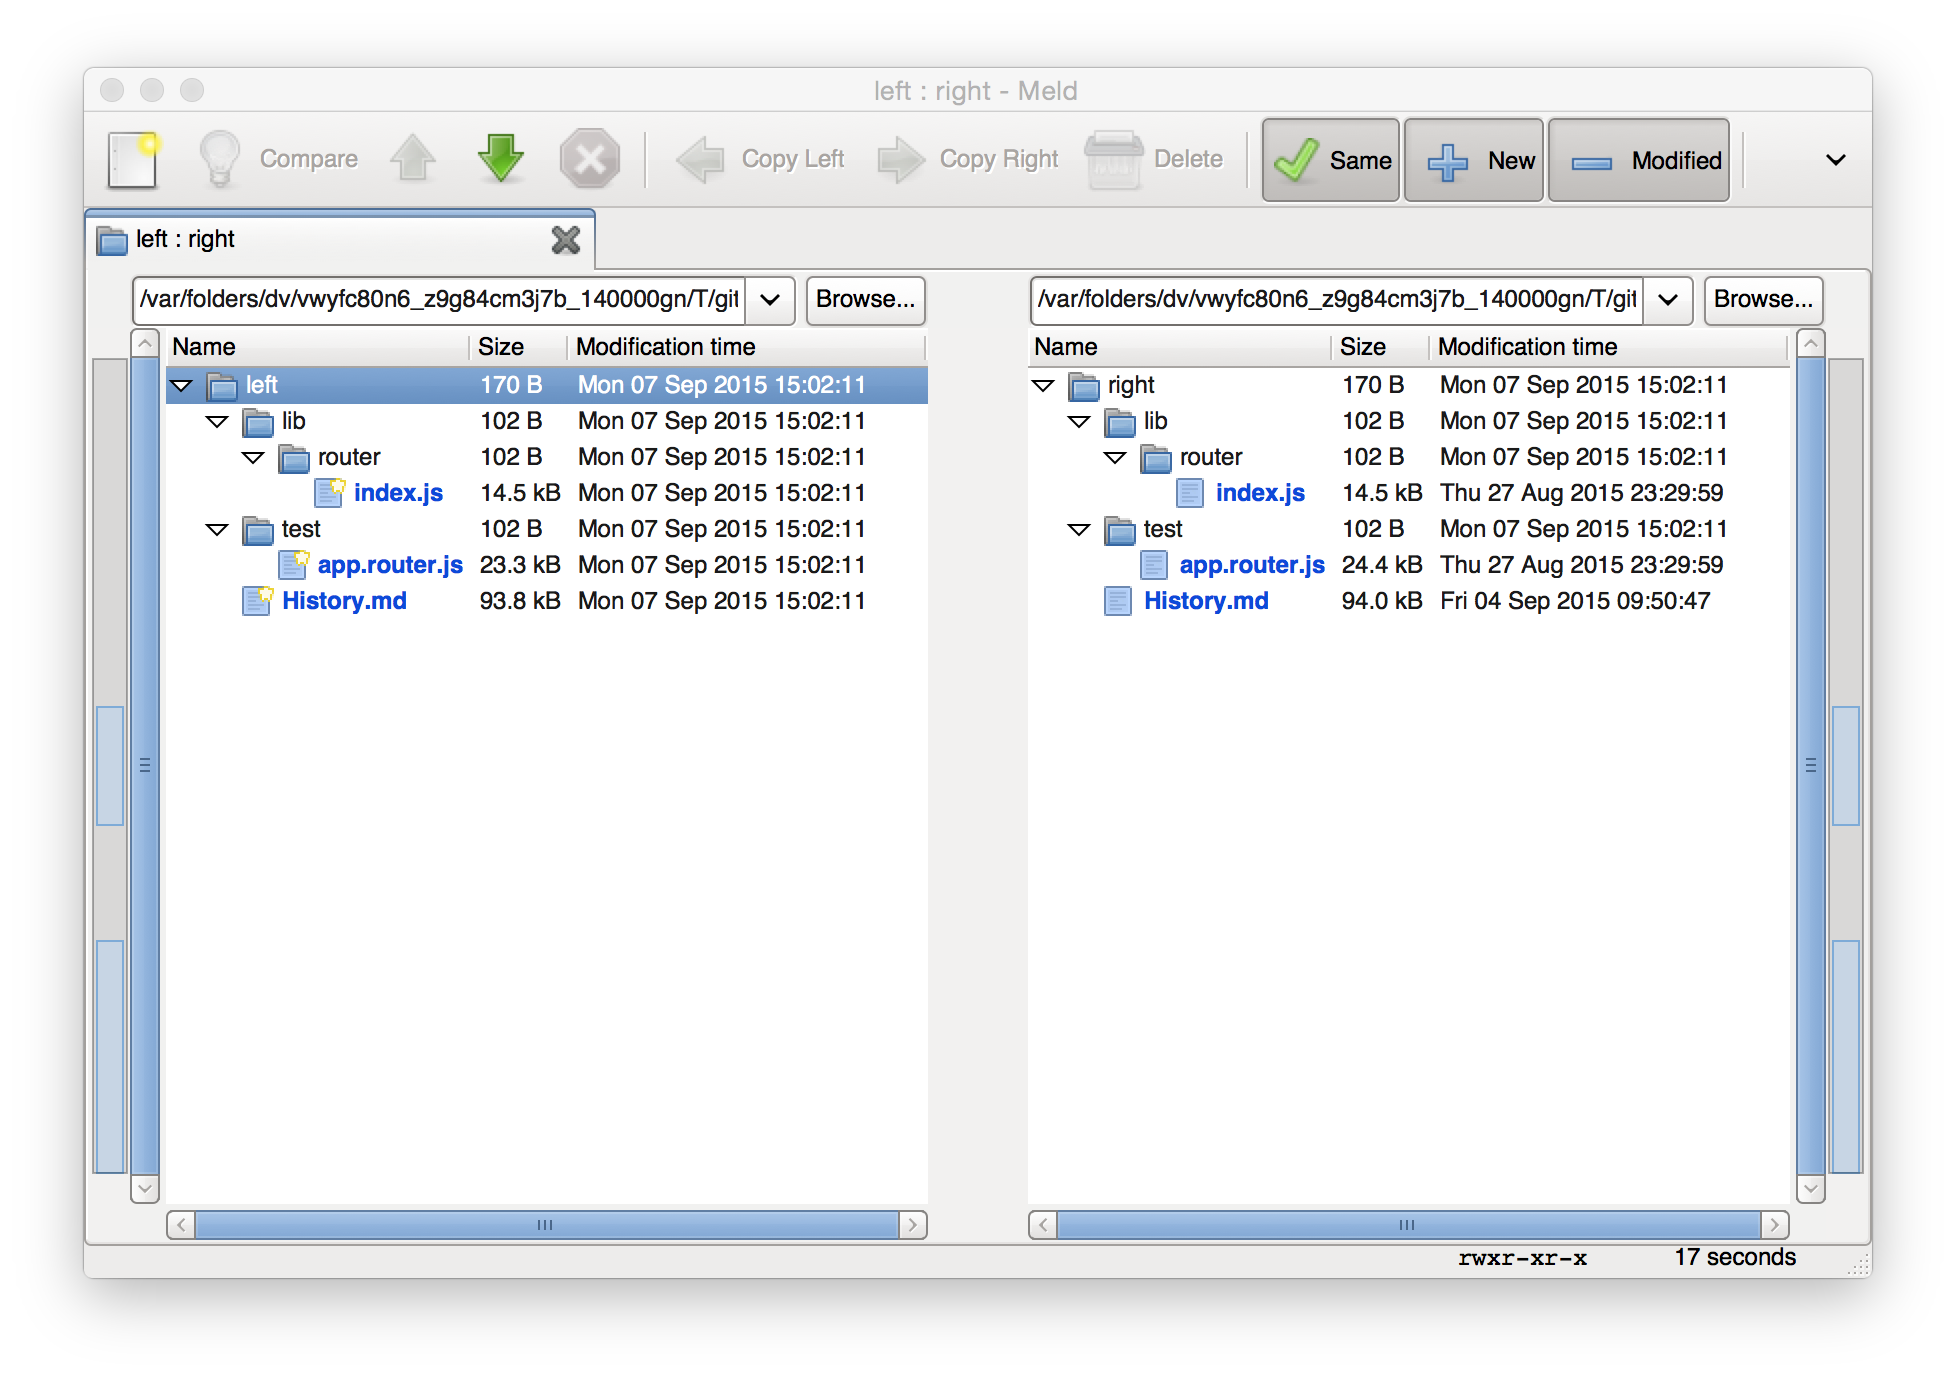 left : right - Meld
Compare Copy Left Copy Right Delete Same New Modified
left : right
/var/folders/dv/vwyfc80n6_z9g84cm3j7b_140000gn/T/git Browse... /var/folders/dv/vwyfc80n6_z9g84cm3j7b_140000gn/T/git Browse...
Name Size Modification time Name Size Modification time
left 170 B Mon 07 Sep 2015 15:02:11 right 170 B Mon 07 Sep 2015 15:02:11
lib 102 B Mon 07 Sep 2015 15:02:11 lib 102 B Mon 07 Sep 2015 15:02:11
router 102 B Mon 07 Sep 2015 15:02:11 router 102 B Mon 07 Sep 2015 15:02:11
index.js 14.5 kB Mon 07 Sep 2015 15:02:11 index.js 14.5 kB Thu 27 Aug 2015 23:29:59
test 102 B Mon 07 Sep 2015 15:02:11 test 102 B Mon 07 Sep 2015 15:02:11
app.router.js 23.3 kB Mon 07 Sep 2015 15:02:11 app.router.js 24.4 kB Thu 27 Aug 2015 23:29:59
History.md 93.8 kB Mon 07 Sep 2015 15:02:11 History.md 94.0 kB Fri 04 Sep 2015 09:50:47
rwxr-xr-x 17 seconds